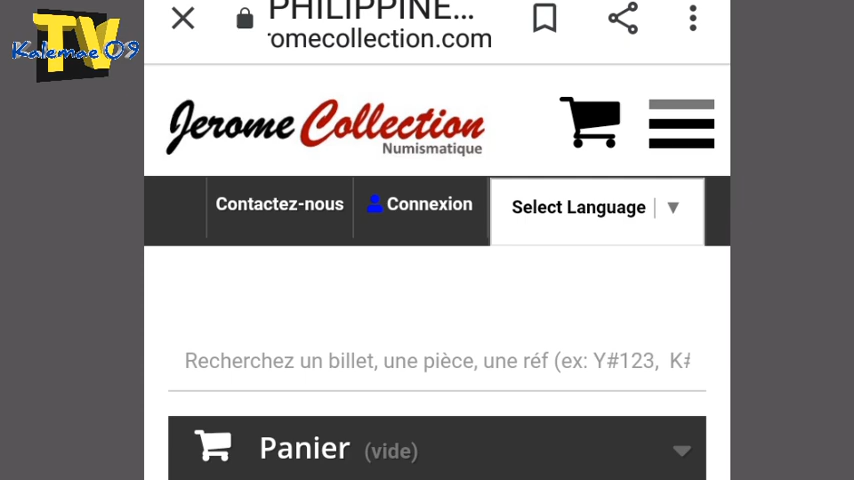 TV
Kalemae 09
PHILIPPINE...
omecollection.com
Jerome Collection
Numismatique
Contactez-nous
Connexion
Select Language
Recherchez un billet, une pièce, une réf (ex: Y#123, K#
Panier (vide)